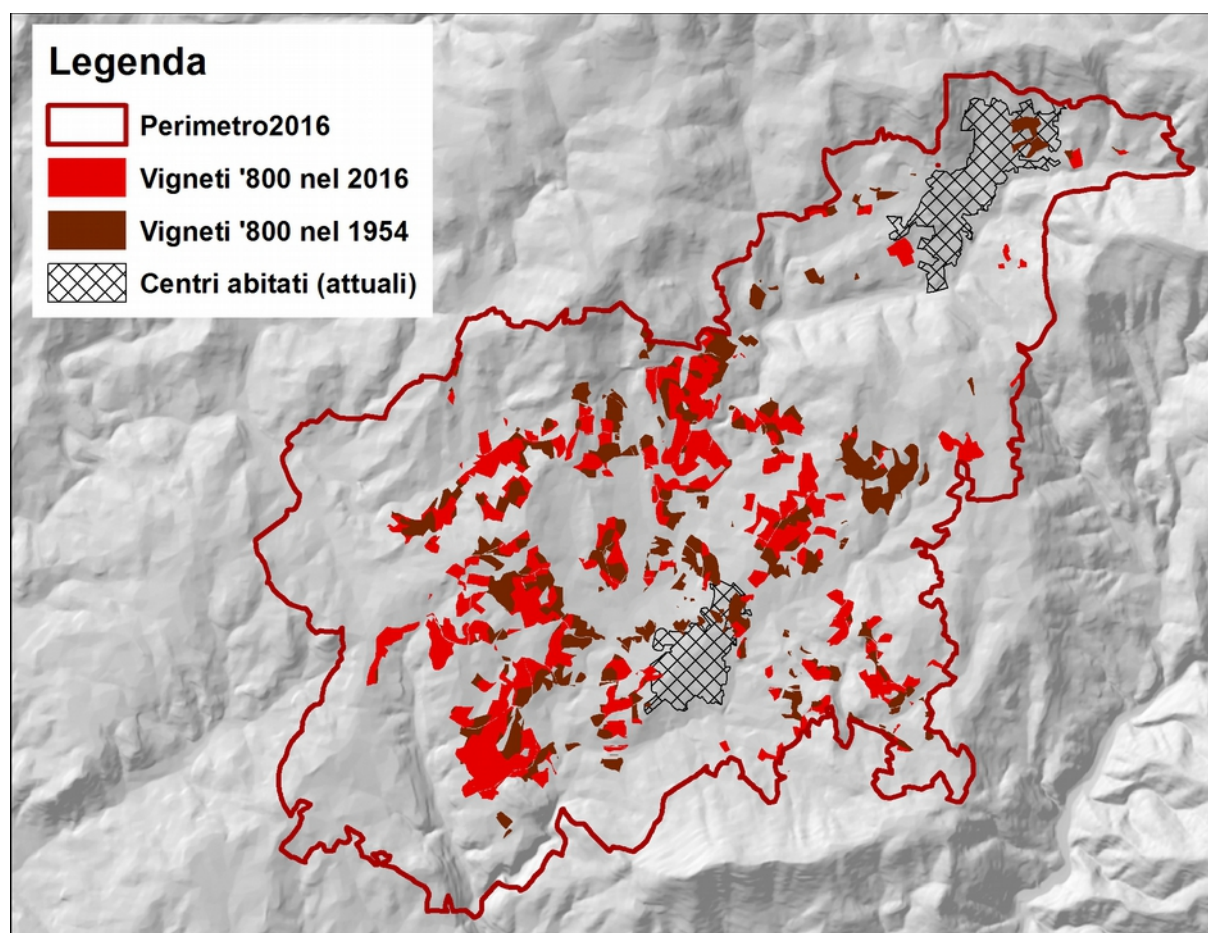 Legenda
Perimetro2016
Vigneti '800 nel 2016
Vigneti '800 nel 1954
Centri abitati (attuali)